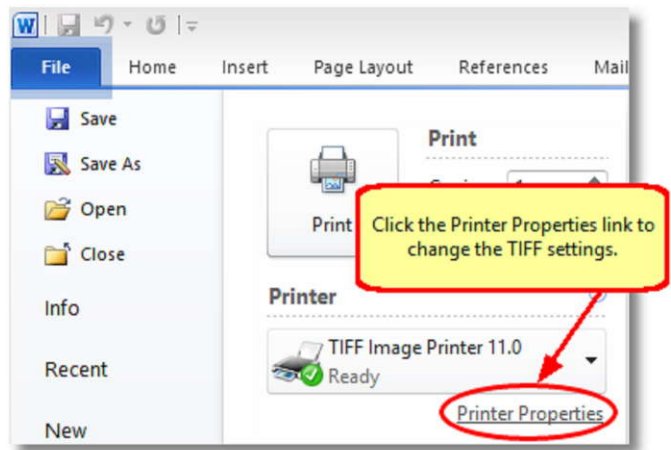 W
File Home Insert Page Layout References Mail
Save
Save As
Open
Close
Info
Recent
New
Print
Print
Click the Printer Properties link to
change the TIFF settings.
Printer
TIFF Image Printer 11.0
Ready
Printer Properties